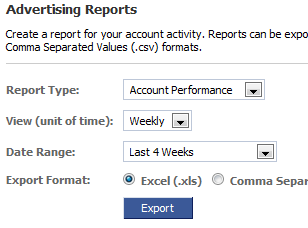 Advertising Reports
Create a report for your account activity. Reports can be expo
Comma Separated Values (.csv) formats.
Report Type: Account Performance
View (unit of time): Weekly
Date Range: Last 4 Weeks
Export Format: Excel (.xls) Comma Separ
Export